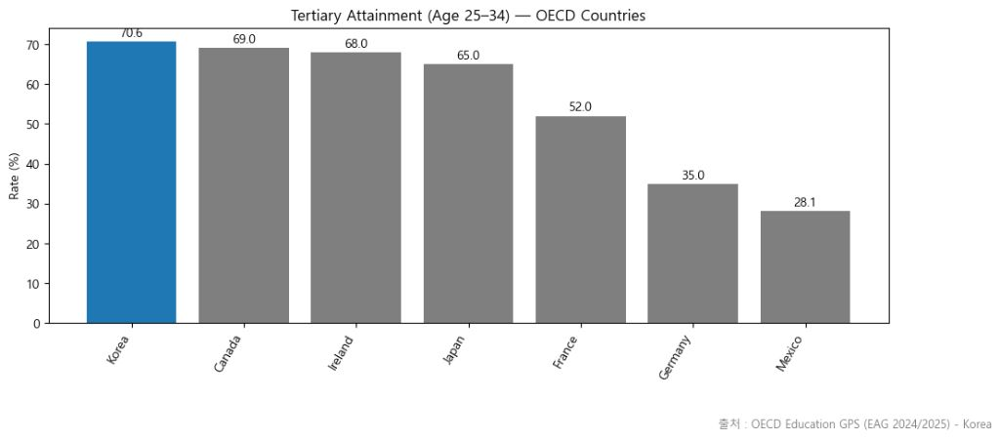 Tertiary Attainment (Age 25–34) — OECD Countries
Rate (%)
70
60
50
40
30
20
10
0
70.6
69.0
68.0
65.0
52.0
35.0
28.1
Korea
Canada
Ireland
Japan
France
Germany
Mexico
출처 : OECD Education GPS (EAG 2024/2025) - Korea